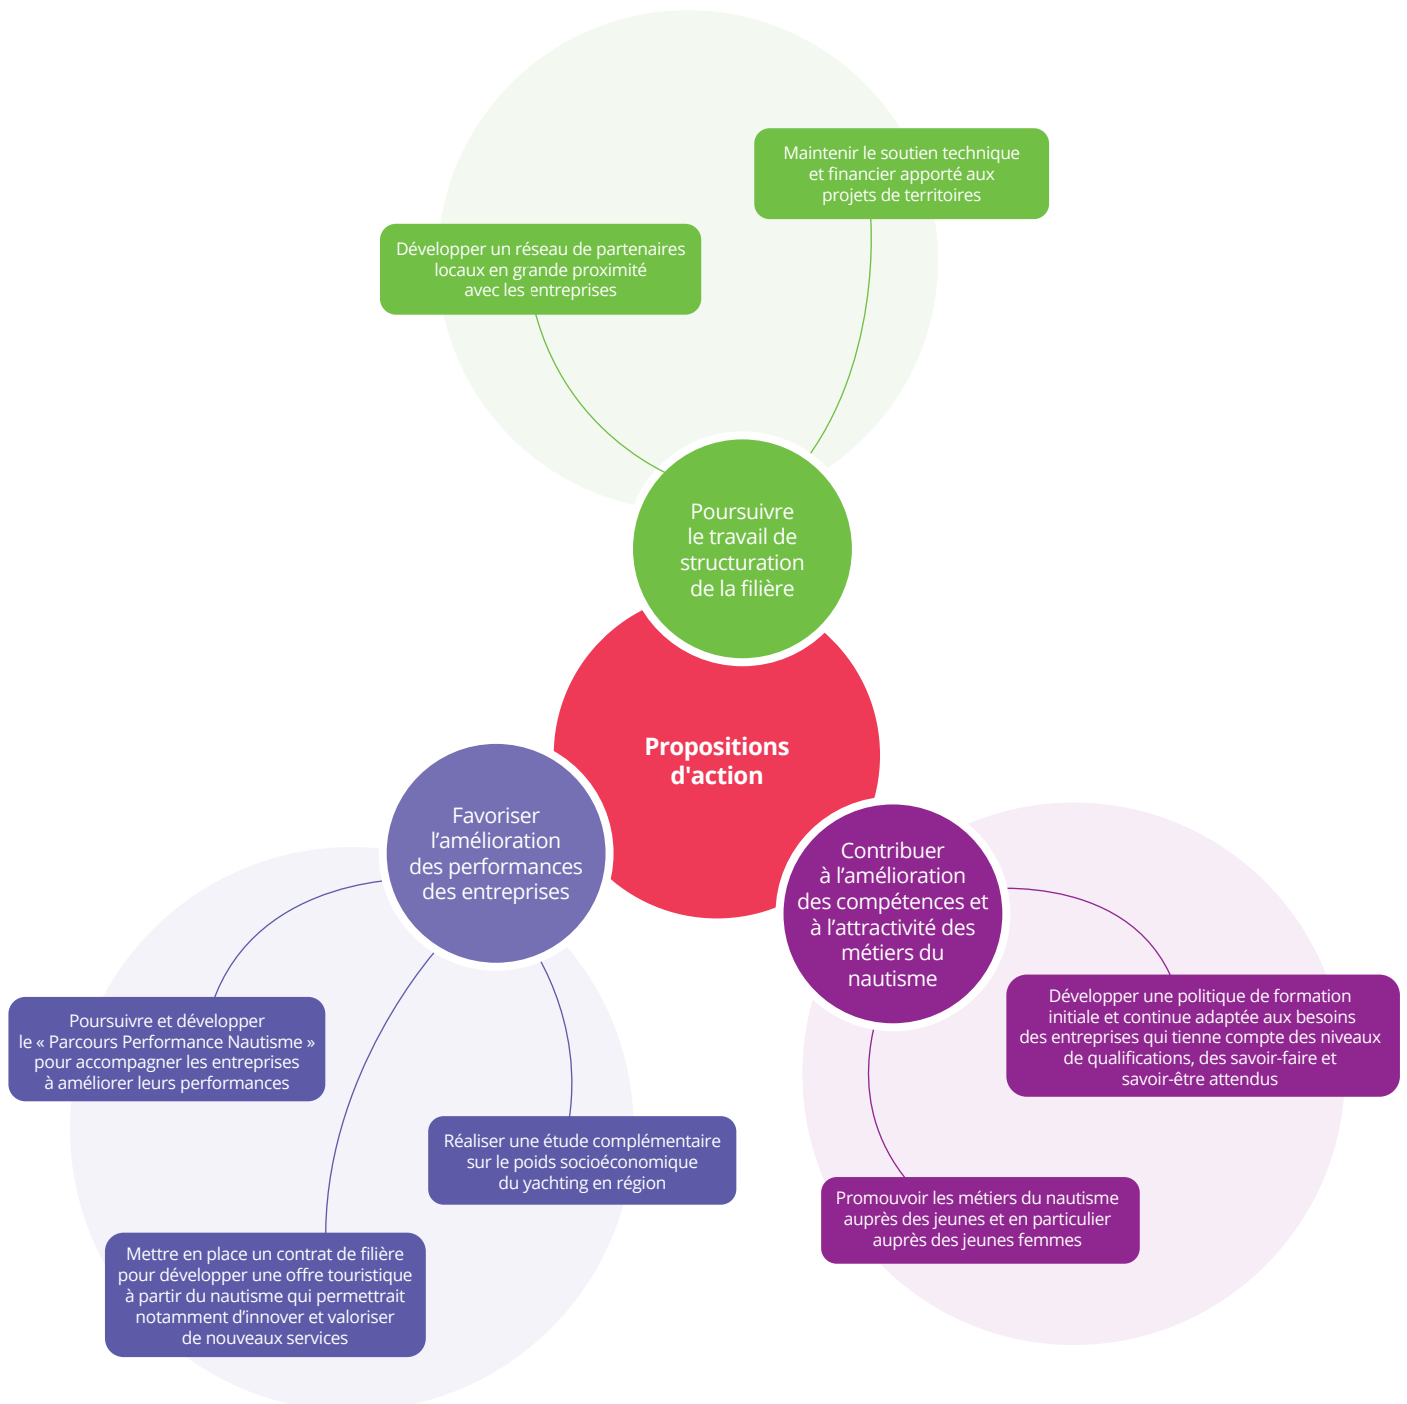 Maintenir le soutien technique
et financier apporté aux
projets de territoires
Développer un réseau de partenaires
locaux en grande proximité
avec les entreprises
Poursuivre
le travail de
structuration
de la filière
Propositions
d'action
Favoriser
l’amélioration
des performances
des entreprises
Contribuer
à l’amélioration
des compétences et
à l’attractivité des
métiers du
nautisme
Poursuivre et développer
le « Parcours Performance Nautisme »
pour accompagner les entreprises
à améliorer leurs performances
Développer une politique de formation
initiale et continue adaptée aux besoins
des entreprises qui tienne compte des niveaux
de qualifications, des savoir-faire et
savoir-être attendus
Réaliser une étude complémentaire
sur le poids socioéconomique
du yachting en région
Promouvoir les métiers du nautisme
auprès des jeunes et en particulier
auprès des jeunes femmes
Mettre en place un contrat de filière
pour développer une offre touristique
à partir du nautisme qui permettrait
notamment d’innover et valoriser
de nouveaux services